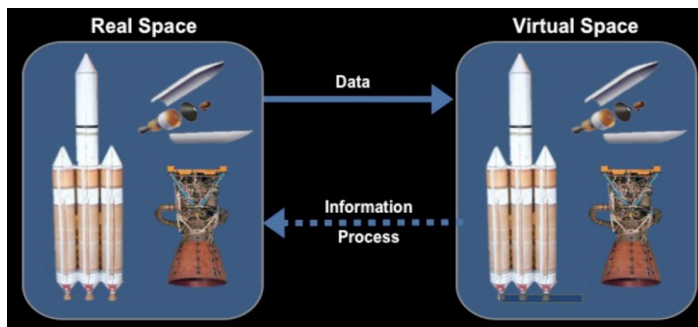 Real Space
Virtual Space
Data
Information
Process